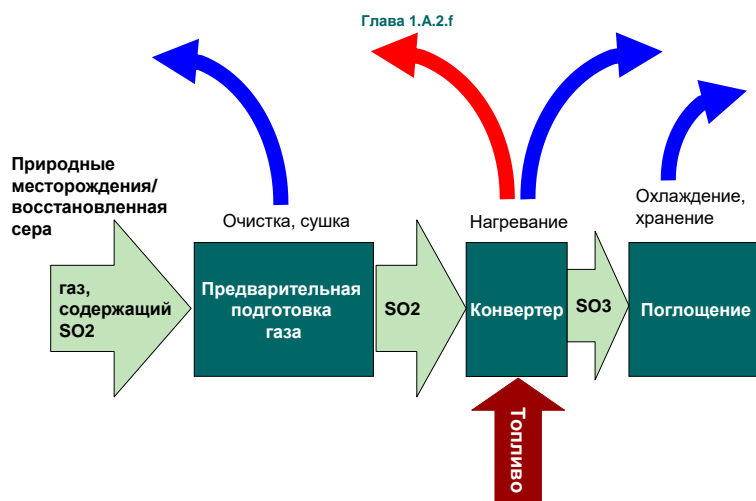 Глава 1.A.2.f
Природные
месторождения/
восстановленная
сера
Очистка, сушка
Нагревание
Охлаждение,
хранение
газ,
содержащий
SO2
Предварительная
подготовка
газа
SO2
Конвертер
SO3
Поглощение
Топливо